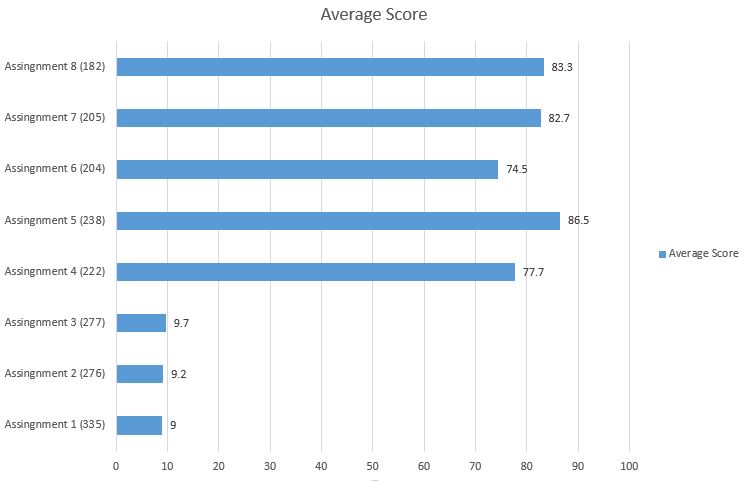 Average Score
Assingnment 8 (182)
83.3
Assingnment 7 (205)
82.7
Assingnment 6 (204)
74.5
Assingnment 5 (238)
86.5
Assingnment 4 (222)
77.7
Assingnment 3 (277)
9.7
Assingnment 2 (276)
9.2
Assingnment 1 (335)
9
0 10 20 30 40 50 60 70 80 90 100
Average Score